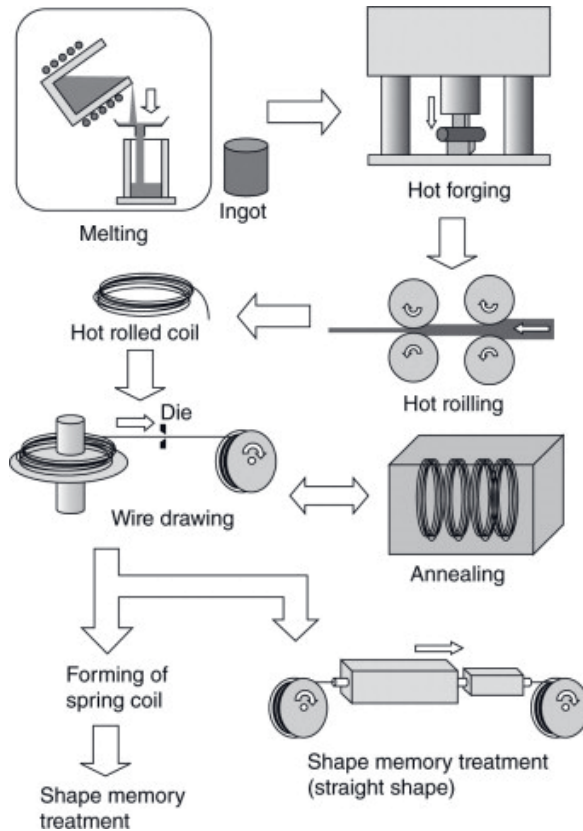 Melting
Ingot
Hot forging
Hot roilling
Hot rolled coil
Die
Wire drawing
Annealing
Forming of
spring coil
Shape memory
treatment
Shape memory treatment
(straight shape)